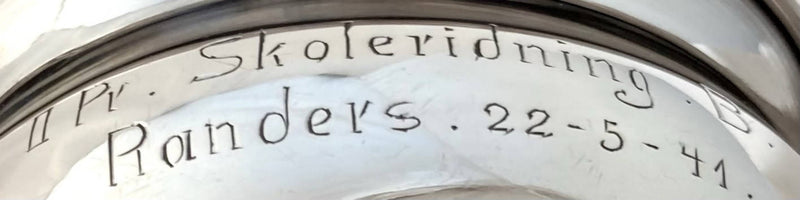 II Pr. Skoleridning. B.
Randers. 22-5-41.